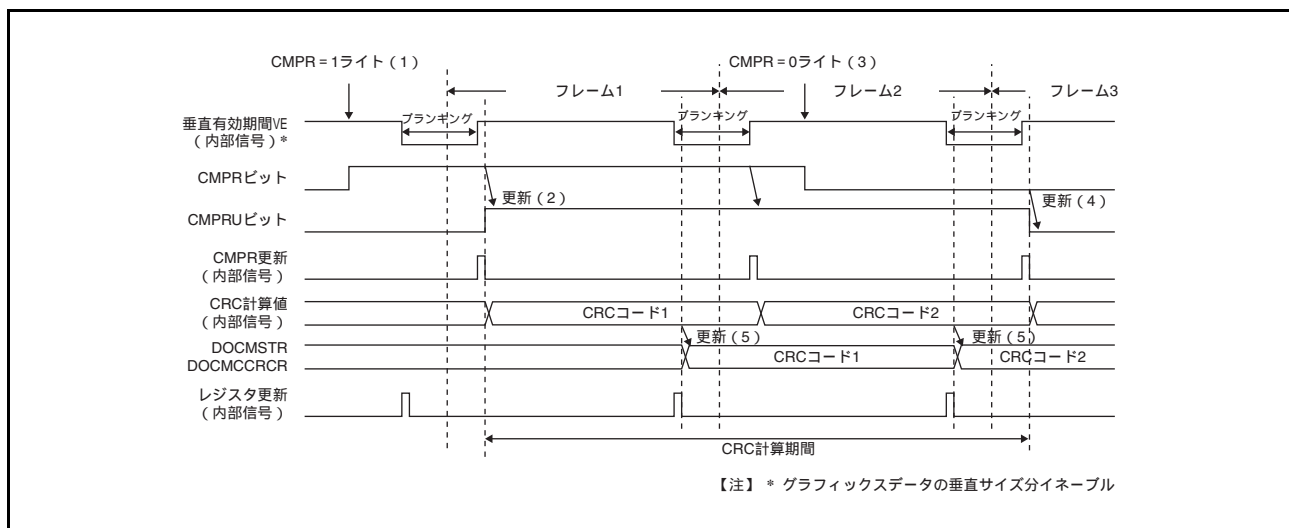 CMPR = 1ライト（1）
CMPR = 0ライト（3）
フレーム1
フレーム2
フレーム3
垂直有効期間VE
（内部信号）*
ブランキング
ブランキング
ブランキング
CMPRビット
更新（2）
更新（4）
CMPRUビット
CMPR更新
（内部信号）
CRC計算値
（内部信号）
CRCコード1
CRCコード2
更新（5）
更新（5）
DOCMSTR
DOCMCCRCR
CRCコード1
CRCコード2
レジスタ更新
（内部信号）
CRC計算期間
【注】 * グラフィックスデータの垂直サイズ分イネーブル